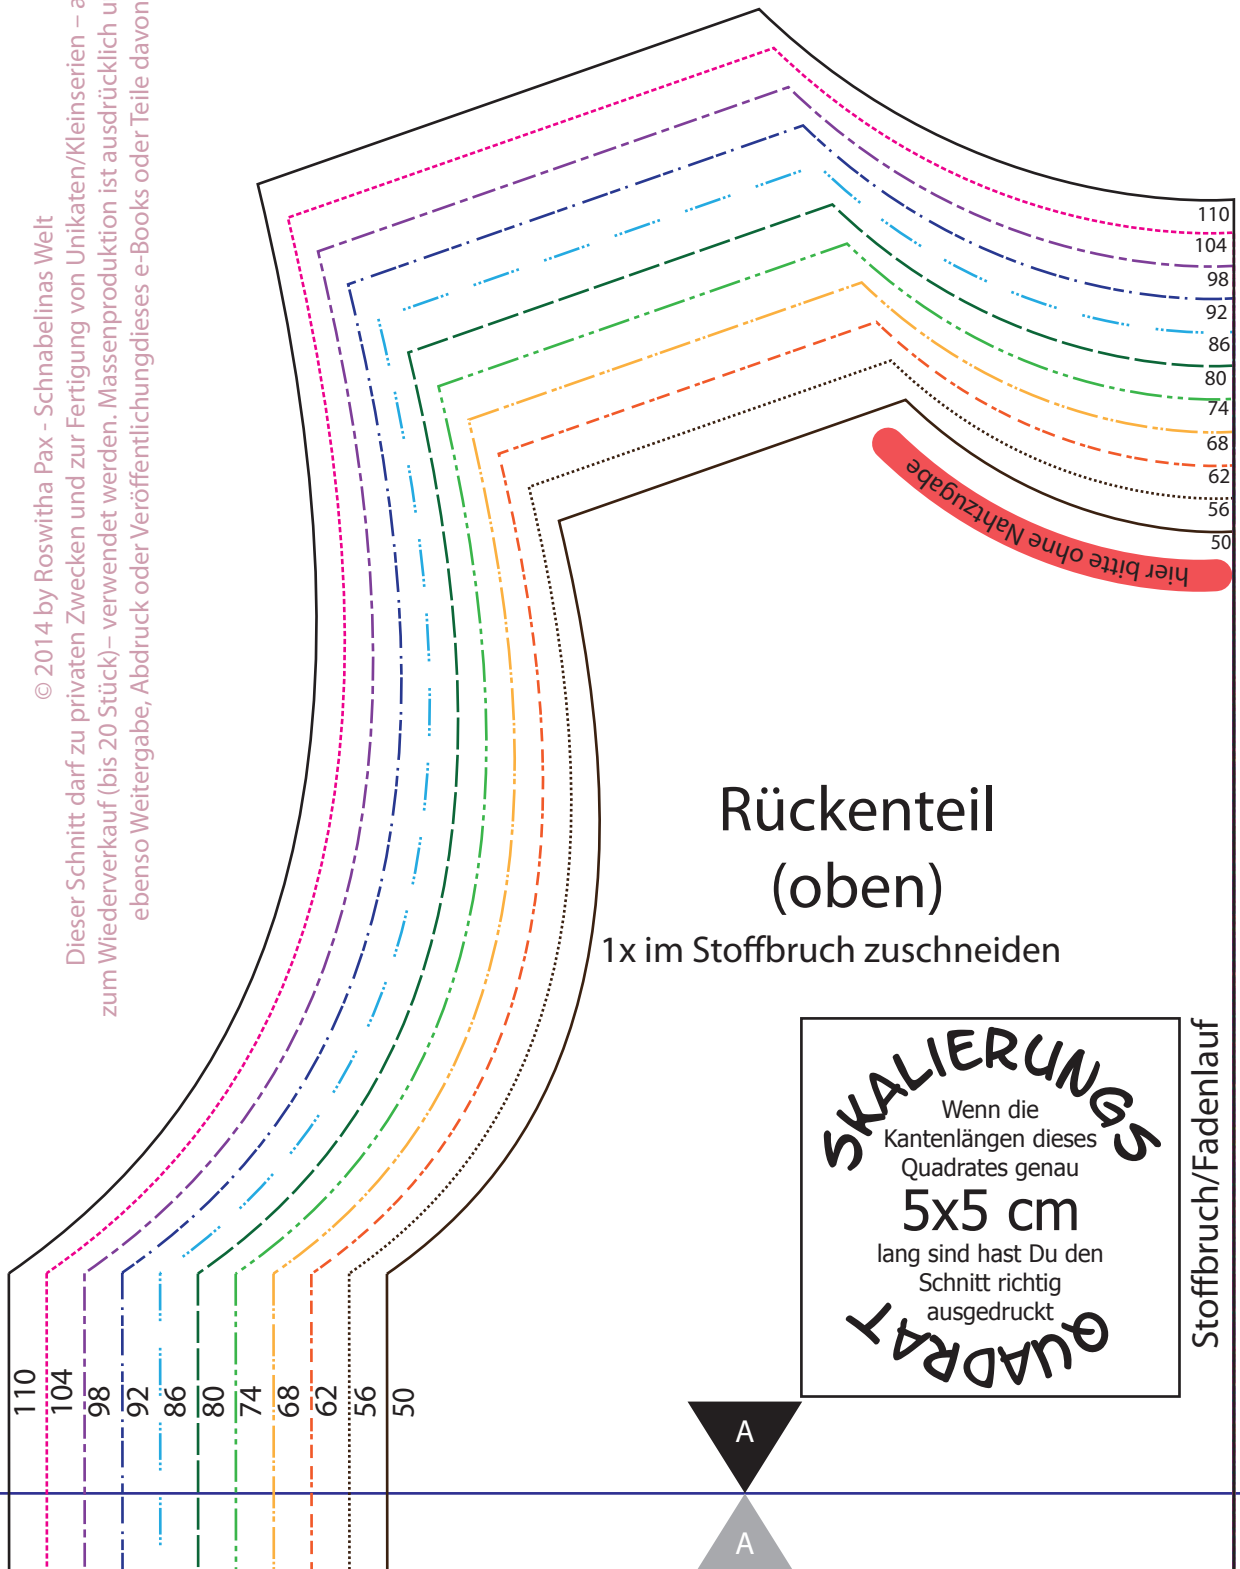 © 2014 by Roswitha Pax - Schnabelinas Welt
Dieser Schnitt darf zu privaten Zwecken und zur Fertigung von Unikaten/Kleinserien –
zum Wiederverkauf (bis 20 Stück)– verwendet werden. Massenproduktion ist ausdrücklich
ebenso Weitergabe, Abdruck oder Veröffentlichungdieses e-Books oder Teile davon
110
104
98
92
86
80
74
68
62
56
50
hier bitte ohne Nahtzugabe
Rückenteil
(oben)
1x im Stoffbruch zuschneiden
SKALIERUNGS
Wenn die
Kantenlängen dieses
Quadrates genau
5x5 cm
lang sind hast Du den
Schnitt richtig
ausgedruckt
QUADRAT
Stoffbruch/Fadenlauf
110
104
98
92
86
80
74
68
62
56
50
A
A